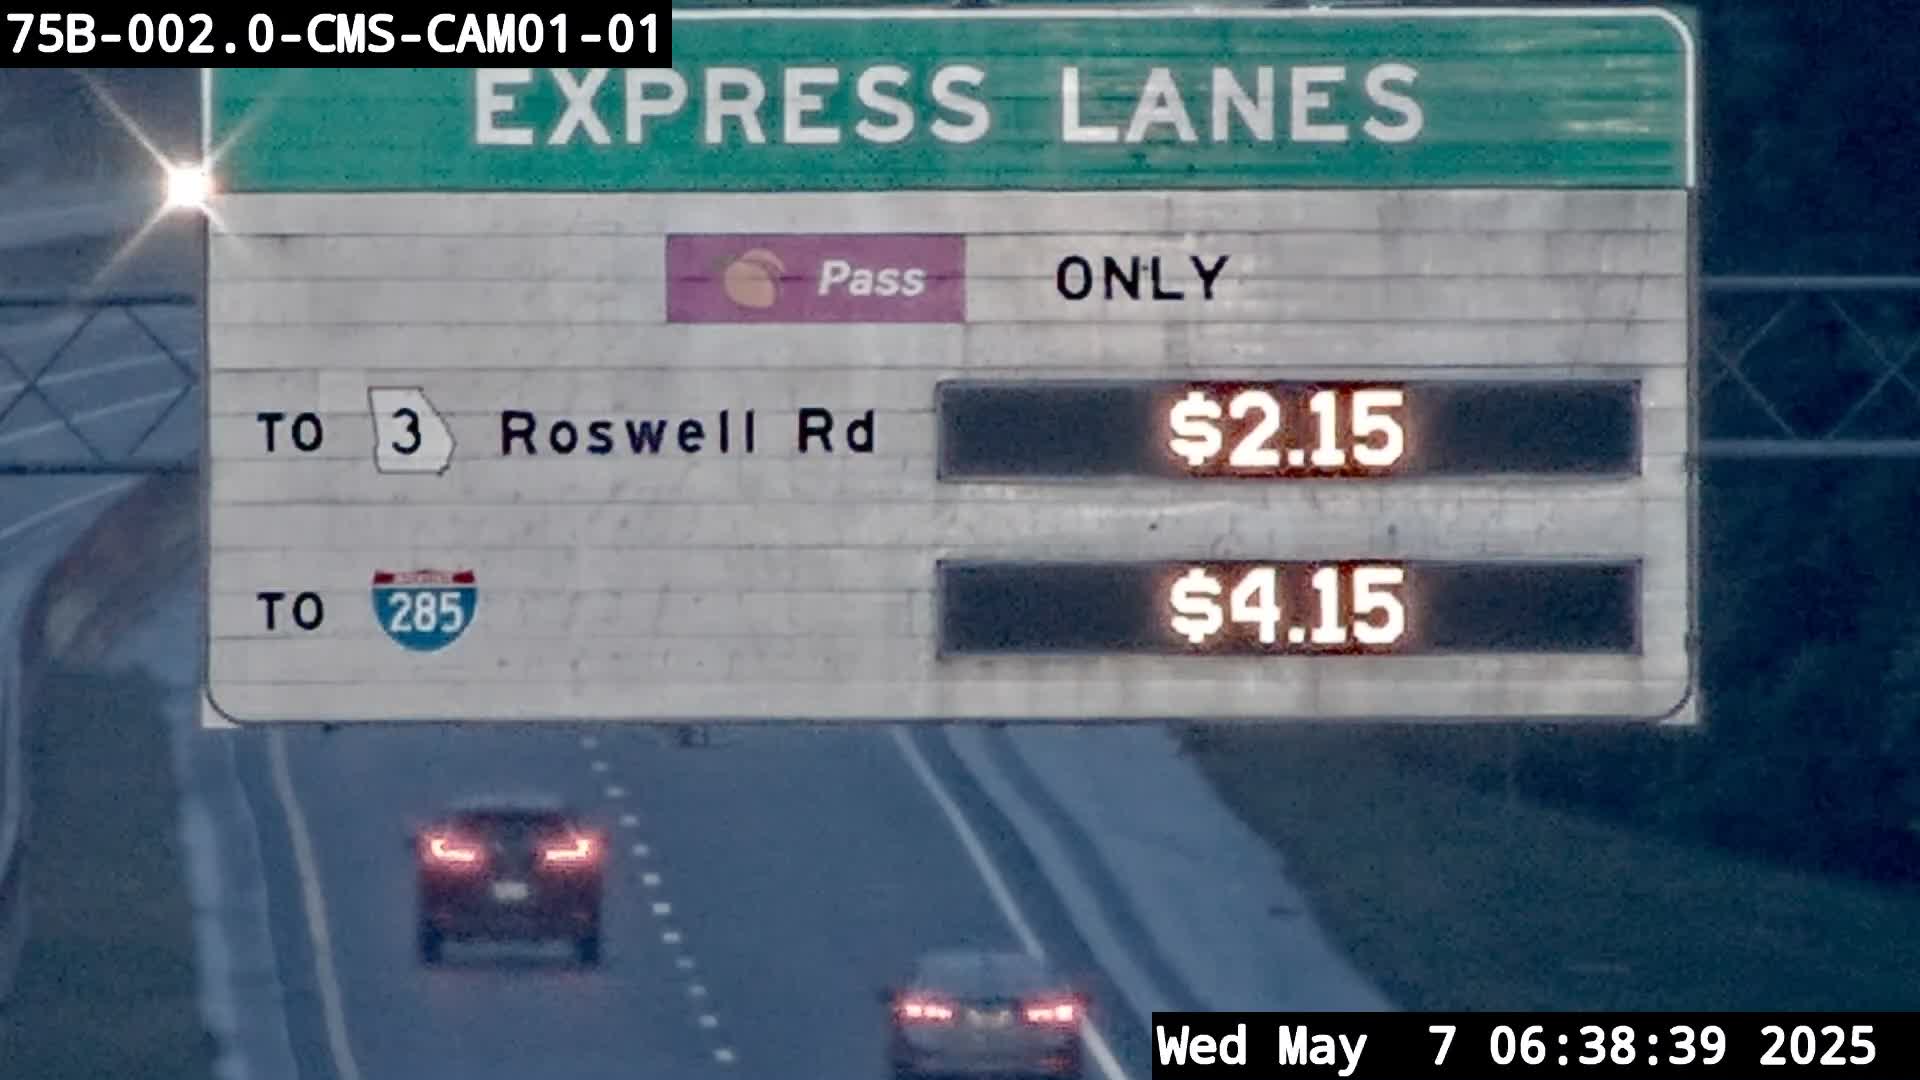 75B-002.0-CMS-CAM01-01
EXPRESS LANES
Pass ONLY
TO 3 Roswell Rd $2.15
TO 285 $4.15
Wed May 7 06:38:39 2025